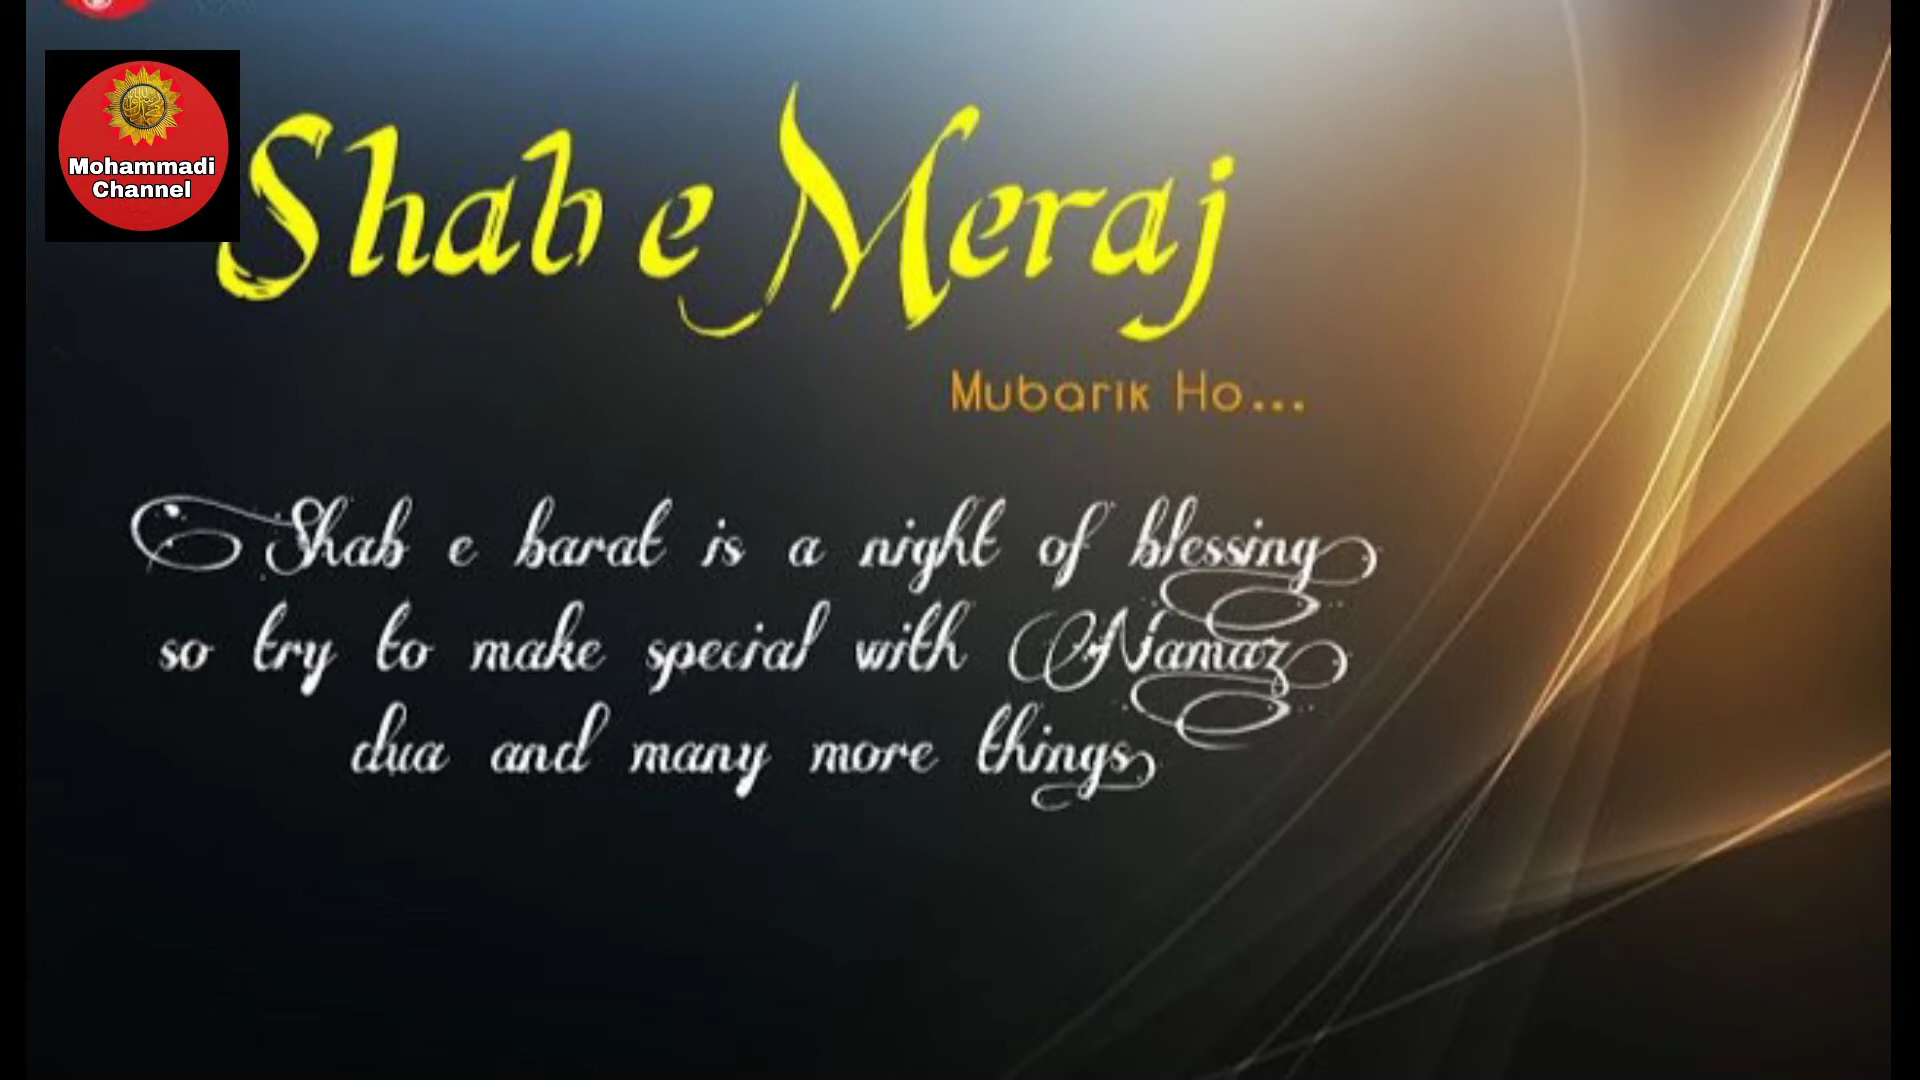 Mohammadi
Channel
Shab e Meraj
Mubarik Ho...
Shab e barat is a night of blessing
so try to make special with Namaz
dua and many more things